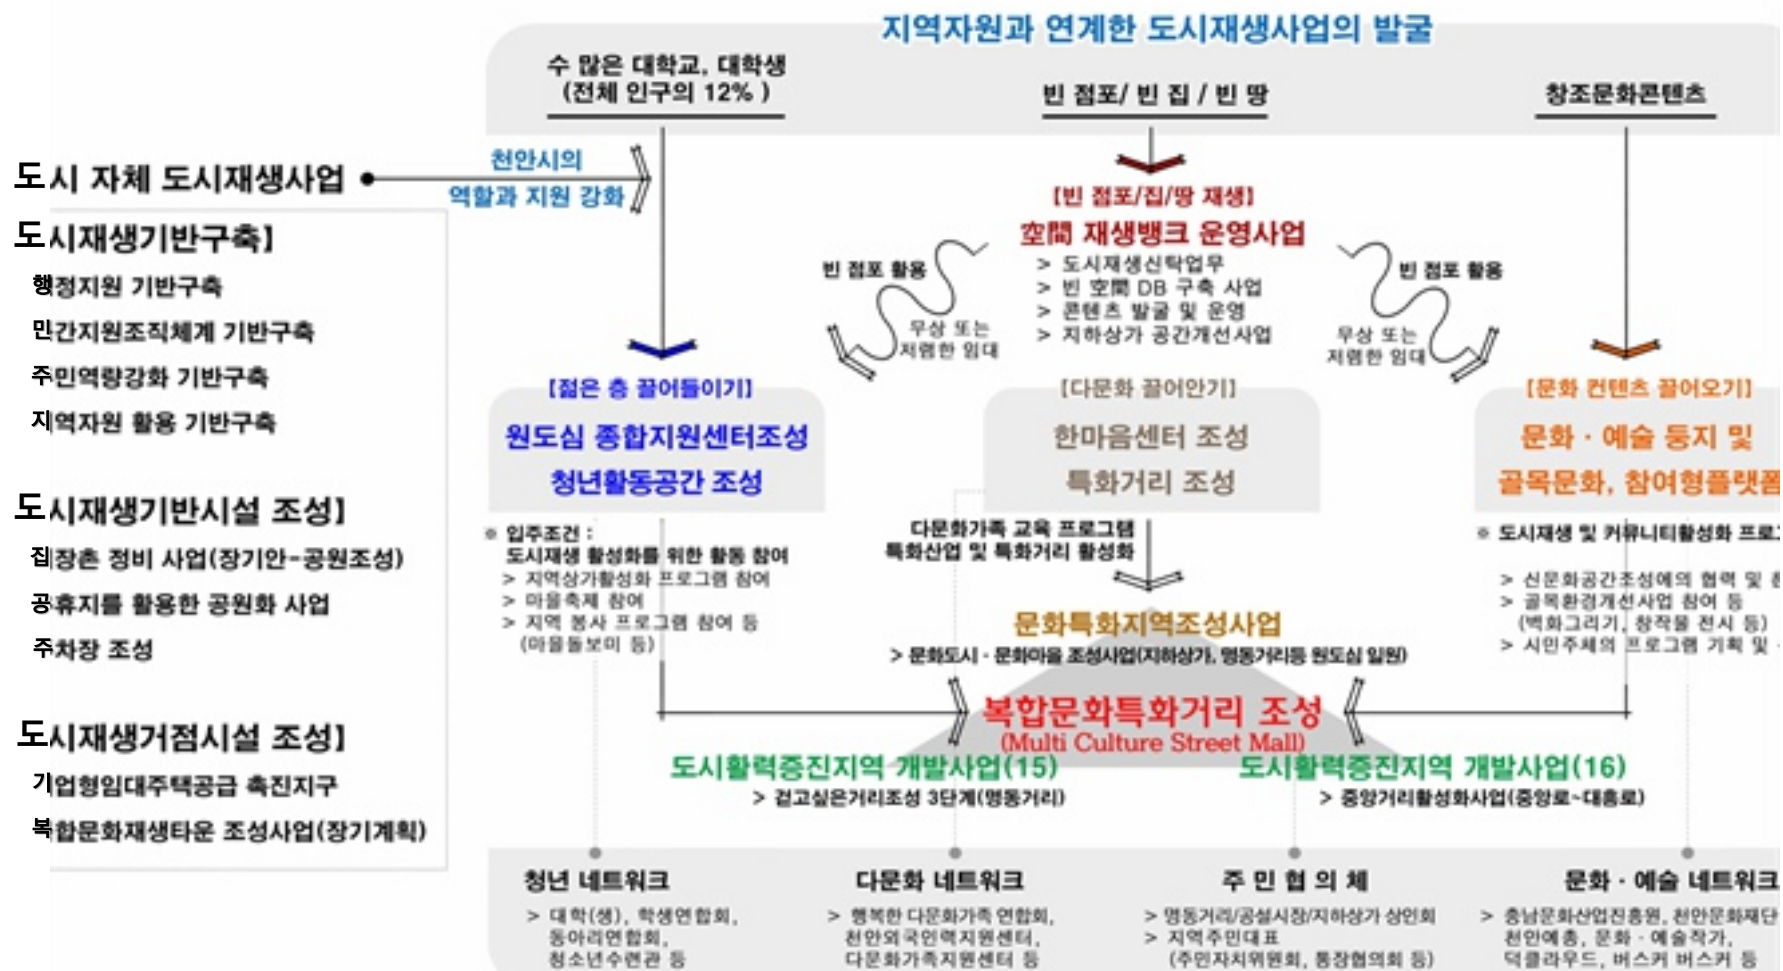 지역자원과 연계한 도시재생사업의 발굴
수 많은 대학교, 대학생
(전체 인구의 12% )
빈 점포/ 빈 집 / 빈 땅
창조문화콘텐츠
도시 자체 도시재생사업
천안시의
역할과 지원 강화
도시재생기반구축】
행정지원 기반구축
민간지원조직체계 기반구축
주민역량강화 기반구축
지역자원 활용 기반구축
도시재생기반시설 조성】
집장촌 정비 사업(장기안-공원조성)
공휴지를 활용한 공원화 사업
주차장 조성
도시재생거점시설 조성】
기업형임대주택공급 촉진지구
복합문화재생타운 조성사업(장기계획)
【빈 점포/집/땅 재생】
空間 재생뱅크 운영사업
> 도시재생신탁업무
> 빈 空間 DB 구축 사업
> 콘텐츠 발굴 및 운영
> 지하상가 공간개선사업
빈 점포 활용
무상 또는
저렴한 임대
빈 점포 활용
무상 또는
저렴한 임대
【젊은 층 끌어들이기】
원도심 종합지원센터조성
청년활동공간 조성
【다문화 끌어안기】
한마음센터 조성
특화거리 조성
【문화 컨텐츠 끌어오기】
문화 · 예술 둥지 및
골목문화, 참여형플랫폼
※ 입주조건 :
도시재생 활성화를 위한 활동 참여
> 지역상가활성화 프로그램 참여
> 마을축제 참여
> 지역 봉사 프로그램 참여 등
(마을돌보미 등)
다문화가족 교육 프로그램
특화산업 및 특화거리 활성화
※ 도시재생 및 커뮤니티활성화 프로그
> 신문화공간조성에의 협력 및
> 골목환경개선사업 참여 등
(벽화그리기, 창작물 전시 등)
> 시민주체의 프로그램 기획 및
문화특화지역조성사업
> 문화도시 · 문화마을 조성사업(지하상가, 명동거리등 원도심 일원)
복합문화특화거리 조성
(Multi Culture Street Mall)
도시활력증진지역 개발사업(15)
> 걷고싶은거리조성 3단계(명동거리)
도시활력증진지역 개발사업(16)
> 중앙거리활성화사업(중앙로~대흥로)
청년 네트워크
> 대학(생), 학생연합회,
동아리연합회,
청소년수련관 등
다문화 네트워크
> 행복한 다문화가족 연합회,
천안외국인력지원센터,
다문화가족지원센터 등
주 민 협 의 체
> 명동거리/공설시장/지하상가 상인회
> 지역주민대표
(주민자치위원회, 통장협의회 등)
문화 · 예술 네트워크
> 충남문화산업진흥원, 천안문화재단
천안예총, 문화 · 예술작가,
덕클라우드, 버스커 버스커 등